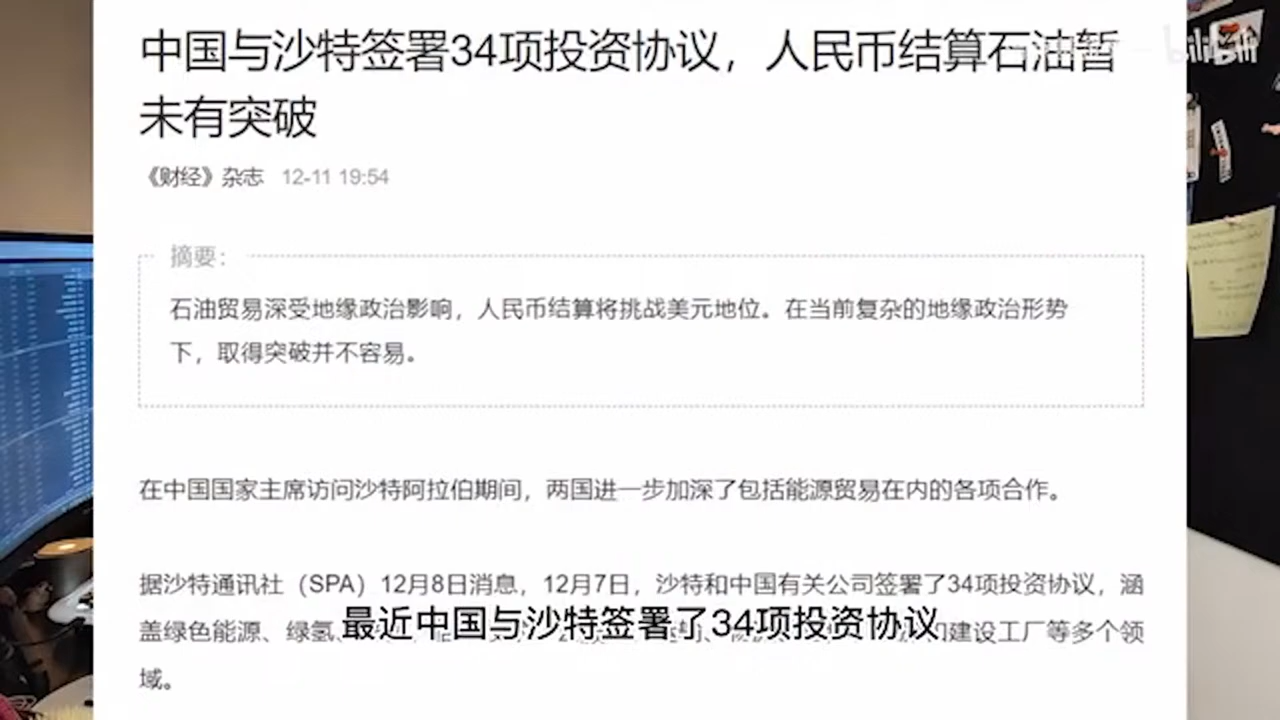 中国与沙特签署34项投资协议，人民币结算石油暂
未有突破
bilibili
《财经》杂志 12-11 19:54
摘要：
石油贸易深受地缘政治影响，人民币结算将挑战美元地位。在当前复杂的地缘政治形势
下，取得突破并不容易。
在中国国家主席访问沙特阿拉伯期间，两国进一步加深了包括能源贸易在内的各项合作。
据沙特通讯社（SPA）12月8日消息，12月7日，沙特和中国有关公司签署了34项投资协议，涵
盖绿色能源、绿氢、
和建设工厂等多个领
最近中国与沙特签署了34项投资协议
域。